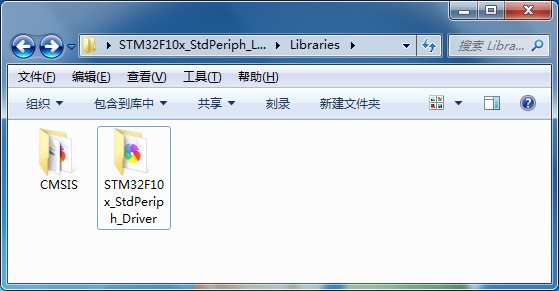 STM32F10x_StdPeriph_L... Libraries
搜索 Libra...
文件(F) 编辑(E) 查看(V) 工具(T) 帮助(H)
组织 包含到库中 共享 刻录 新建文件夹
CMSIS
STM32F10
x_StdPerip
h_Driver